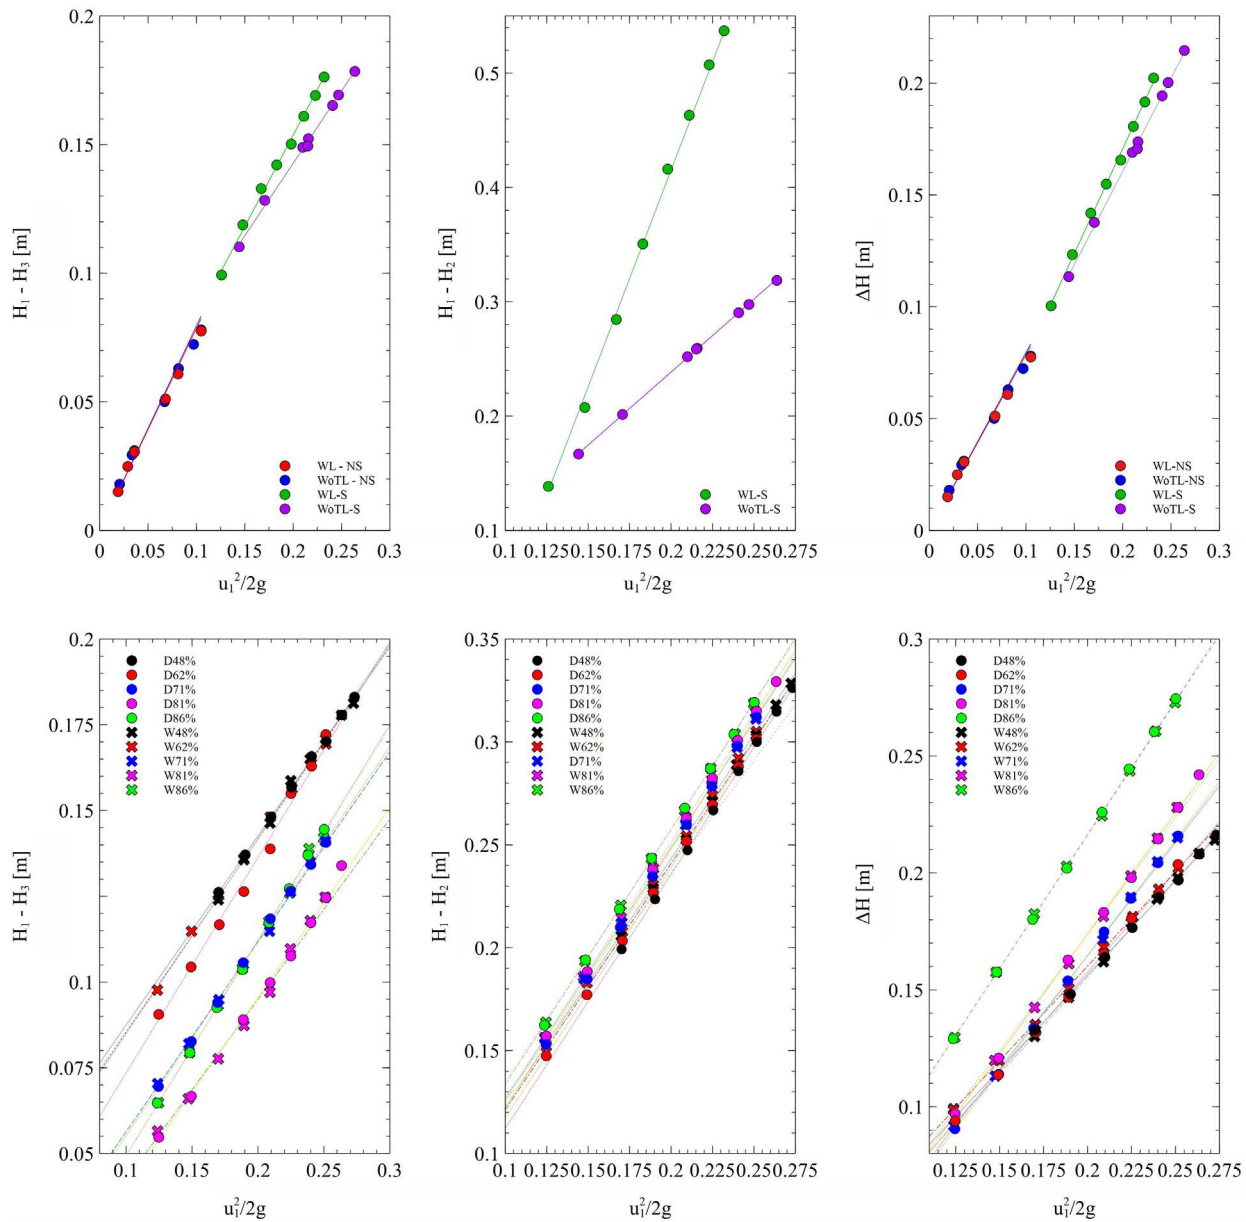 0.2
0.15
0.1
0.05
0
H₁ - H₃ [m]
WL - NS
WoTL - NS
WL-S
WoTL-S
0 0.05 0.1 0.15 0.2 0.25 0.3
u₁²/2g
0.5
0.4
0.3
0.2
0.1
H₁ - H₂ [m]
WL-S
WoTL-S
0.1 0.125 0.15 0.175 0.2 0.225 0.25 0.275
u₁²/2g
0.2
0.15
0.1
0.05
0
ΔH [m]
WL-NS
WoTL-NS
WL-S
WoTL-S
0 0.05 0.1 0.15 0.2 0.25 0.3
u₁²/2g
0.2
0.175
0.15
0.125
0.1
0.075
0.05
H₁ - H₃ [m]
D48%
D62%
D71%
D81%
D86%
W48%
W62%
W71%
W81%
W86%
0.1 0.15 0.2 0.25 0.3
u₁²/2g
0.35
0.3
0.25
0.2
0.15
0.1
H₁ - H₂ [m]
D48%
D62%
D71%
D81%
D86%
W48%
W62%
D71%
W81%
W86%
0.1 0.125 0.15 0.175 0.2 0.225 0.25 0.275
u₁²/2g
0.3
0.25
0.2
0.15
0.1
ΔH [m]
D48%
D62%
D71%
D81%
D86%
W48%
W62%
W71%
W81%
W86%
0.125 0.15 0.175 0.2 0.225 0.25 0.275
u₁²/2g